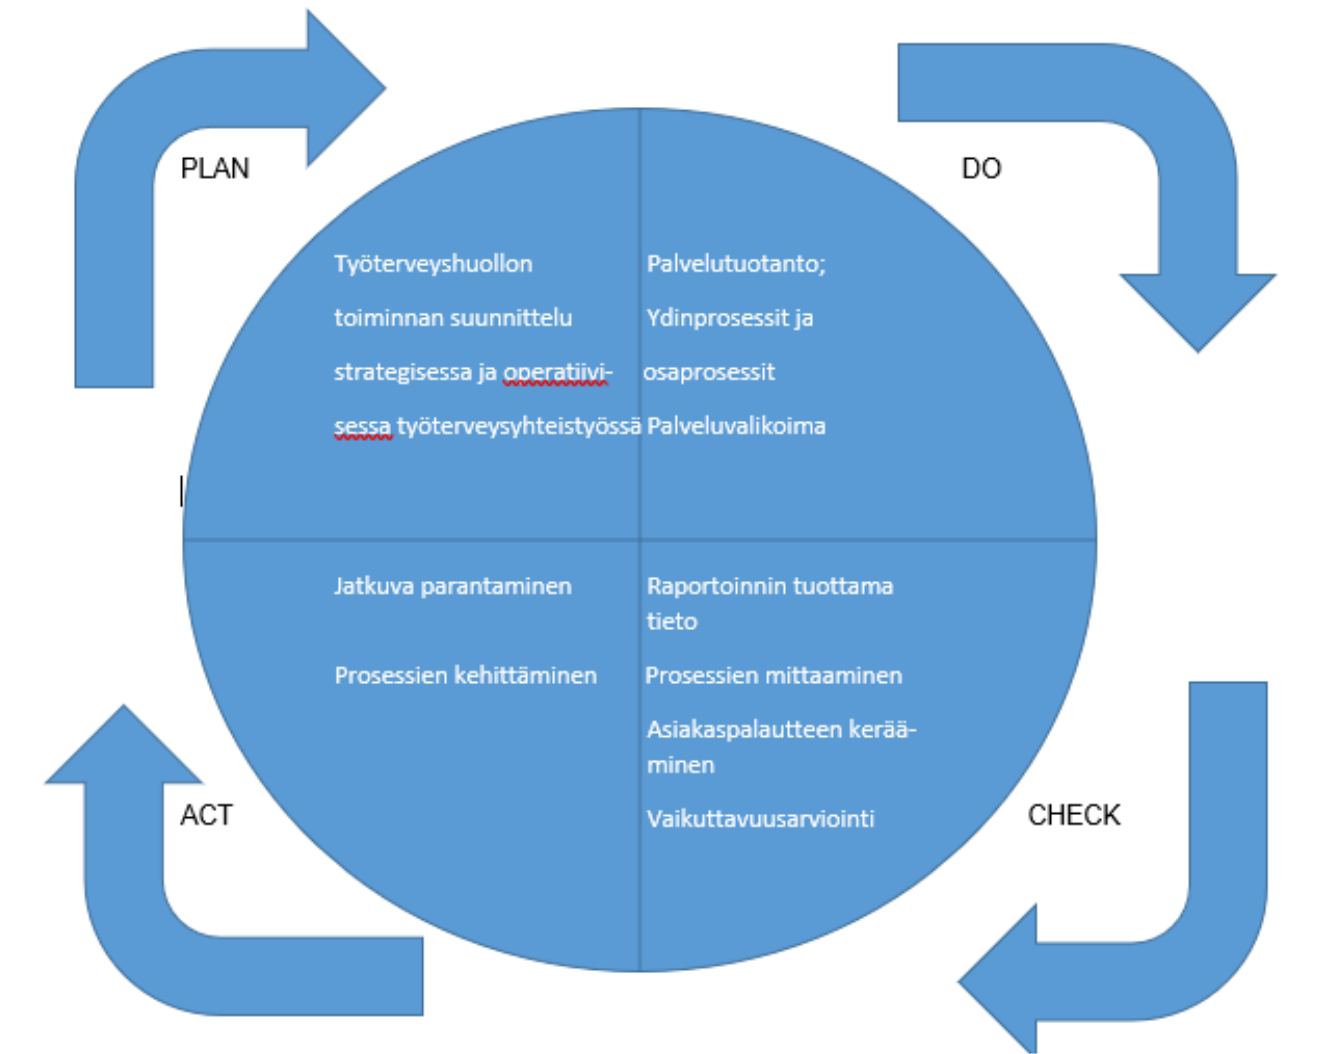 PLAN
DO
Työterveyshuollon
toiminnan suunnittelu
strategisessa ja operatiivi-
sessa työterveysyhteistyössä
Palvelutuotanto;
Ydinprosessit ja
osaprosessit
Palveluvalikoima
Jatkuva parantaminen
Prosessien kehittäminen
Raportoinnin tuottama
tieto
Prosessien mittaaminen
Asiakaspalautteen kerää-
minen
Vaikuttavuusarviointi
ACT
CHECK